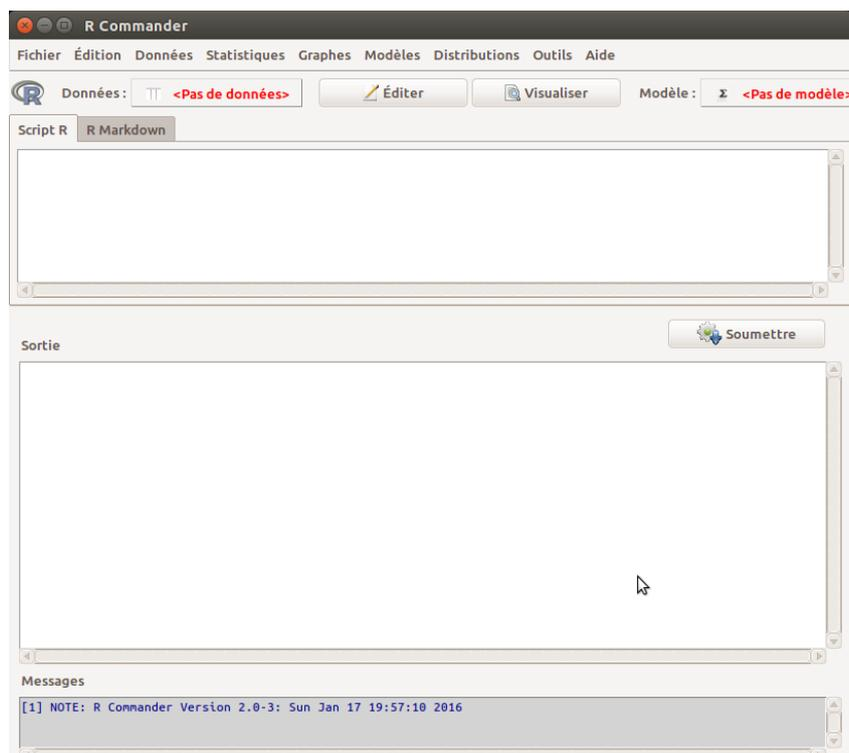 R Commander
Fichier Édition Données Statistiques Graphes Modèles Distributions Outils Aide
R Données : <Pas de données> Éditer Visualiser Modèle : Σ <Pas de modèle>
Script R R Markdown
Soumettre
Sortie
Messages
[1] NOTE: R Commander Version 2.0-3: Sun Jan 17 19:57:10 2016